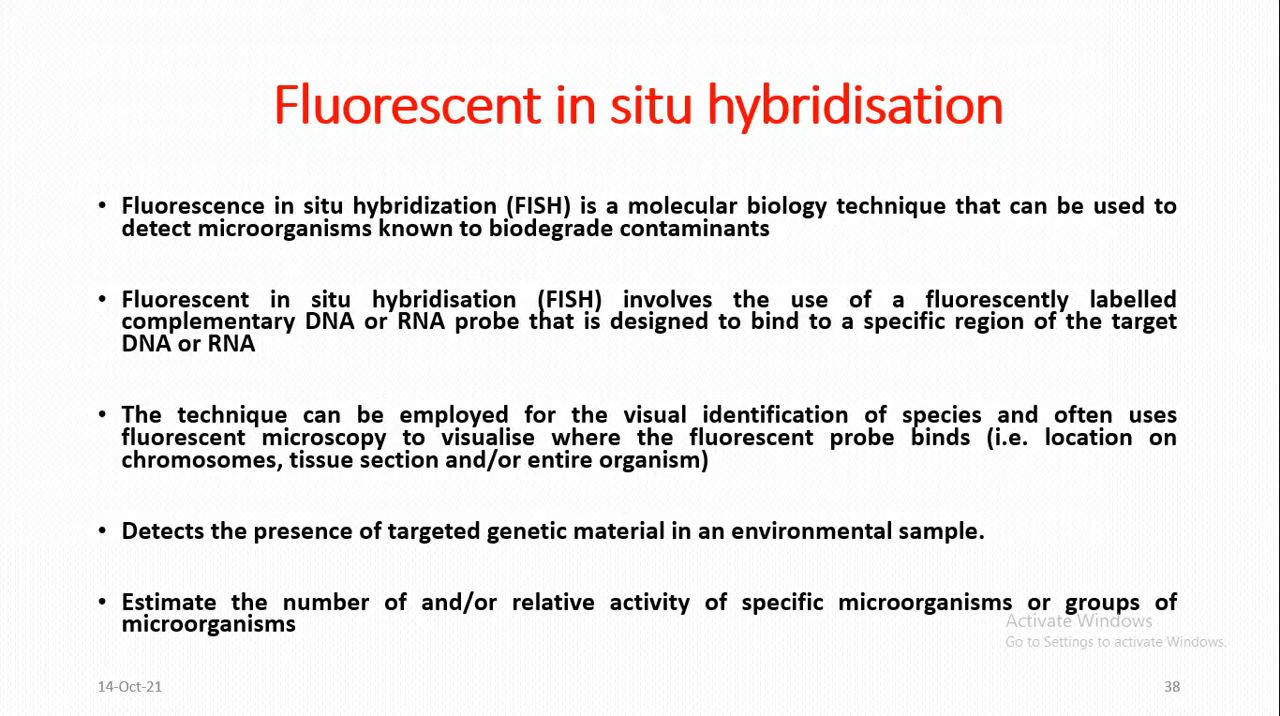 Fluorescent in situ hybridisation
• Fluorescence in situ hybridization (FISH) is a molecular biology technique that can be used to
detect microorganisms known to biodegrade contaminants
• Fluorescent in situ hybridisation (FISH) involves the use of a fluorescently labelled
complementary DNA or RNA probe that is designed to bind to a specific region of the target
DNA or RNA
• The technique can be employed for the visual identification of species and often uses
fluorescent microscopy to visualise where the fluorescent probe binds (i.e. location on
chromosomes, tissue section and/or entire organism)
• Detects the presence of targeted genetic material in an environmental sample.
• Estimate the number of and/or relative activity of specific microorganisms or groups of
microorganisms
Activate Windows
Go to Settings to activate Windows.
14-Oct-21
38